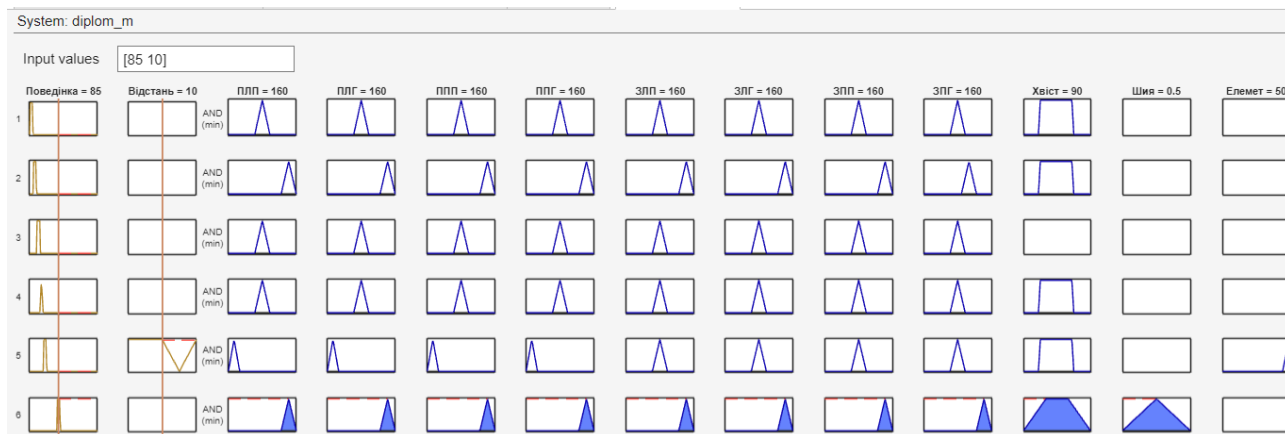 System: diplom_m
Input values [85 10]
Поведінка = 85 Відстань = 10 ПЛП = 160 ПЛГ = 160 ППП = 160 ППГ = 160 ЗЛП = 160 ЗЛГ = 160 ЗПП = 160 ЗПГ = 160 Хвіст = 90 Шия = 0.5 Елемет = 50
1 AND
(min)
2 AND
(min)
3 AND
(min)
4 AND
(min)
5 AND
(min)
6 AND
(min)